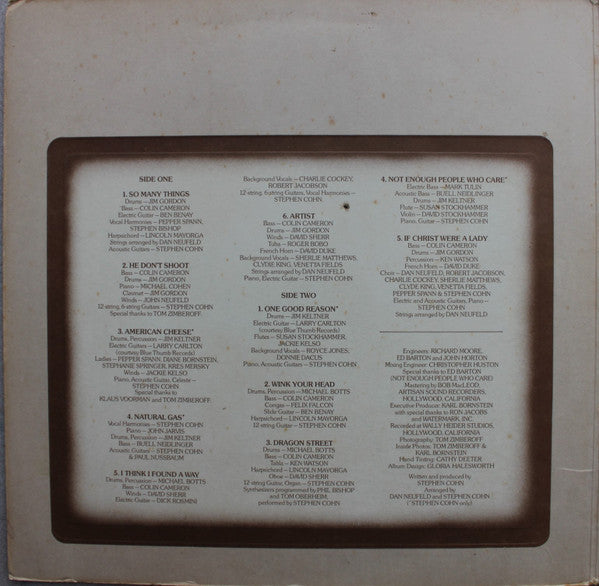 SIDE ONE
1. SO MANY THINGS
Drums — JIM GORDON
Bass — COLIN CAMERON
Electric Guitar — BEN BENAY
Vocal Harmonies — PEPPER SPANN,
STEPHEN BISHOP
Harpsichord — LINCOLN MAYORGA
Strings arranged by DAN NEUFELD
Acoustic Guitars — STEPHEN COHN
2. HE DON'T SHOOT
Bass — COLIN CAMERON
Drums — JIM GORDON
Piano — MICHAEL COHEN
Clavinet — JIM GORDON
Winds — JOHN NEUFELD
12 string, 6 string Guitars — STEPHEN COHN
Special thanks to TOM ZIMBEROFF.
3. AMERICAN CHEESE*
Drums, Percussion — JIM KELTNER
Electric Guitars — LARRY CARLTON
(courtesy Blue Thumb Records)
Ladies — PEPPER SPANN, DIANE BORNSTEIN,
STEPHANIE SPRINGER, KRES MERSKY
Winds — JACKIE KELSO
Piano, Acoustic Guitar, Celeste —
STEPHEN COHN
Special thanks to
KLAUS VOORMAN and TOM ZIMBEROFF.
4. NATURAL GAS*
Vocal Harmonies — STEPHEN COHN
Piano — JOHN JARVIS
Drums, Percussion — JIM KELTNER
Bass — BUELL NEIDLINGER
Acoustic Guitars — STEPHEN COHN
& PAUL NUSSBAUM
5. I THINK I FOUND A WAY
Drums, Percussion — MICHAEL BOTTS
Bass — COLIN CAMERON
Winds — DAVID SHERR
Electric Guitar — DICK ROSMINI
Background Vocals — CHARLIE COCKEY,
ROBERT JACOBSON
12-string, 6string Guitars, Vocal Harmonies —
STEPHEN COHN
6. ARTIST
Bass — COLIN CAMERON
Drums — JIM GORDON
Winds — DAVID SHERR
Tuba — ROGER BOBO
French Horn — DAVID DUKE
Background Vocals — SHERLIE MATTHEWS,
CLYDIE KING, VENETTA FIELDS
Strings arranged by DAN NEUFELD
Piano, Electric Guitar — STEPHEN COHN
SIDE TWO
1. ONE GOOD REASON*
Drums — JIM KELTNER
Electric Guitar — LARRY CARLTON
(courtesy Blue Thumb Records)
Flutes — SUSAN STOCKHAMMER,
JACKIE KELSO
Background Vocals — ROYCE JONES,
DONNIE DACUS
Piano, Acoustic Guitars — STEPHEN COHN
2. WINK YOUR HEAD
Drums, Percussion — MICHAEL BOTTS
Bass — COLIN CAMERON
Congas — FELIX FALCON
Slide Guitar — BEN BENAY
Harpsichord — LINCOLN MAYORGA
12 string Guitar — STEPHEN COHN
3. DRAGON STREET
Drums — MICHAEL BOTTS
Bass — COLIN CAMERON
Tabla — KEN WATSON
Harpsichord — LINCOLN MAYORGA
Oboe — DAVID SHERR
12 string Guitar, Organ — STEPHEN COHN
Synthesizers programmed by PHIL BISHOP
and TOM OBERHEIM,
performed by STEPHEN COHN
4. NOT ENOUGH PEOPLE WHO CARE*
Electric Bass — MARK TULIN
Acoustic Bass — BUELL NEIDLINGER
Drums — JIM KELTNER
Flute — SUSAN STOCKHAMMER
Violin — DAVID STOCKHAMMER
Piano, Guitar — STEPHEN COHN
5. IF CHRIST WERE A LADY
Bass — COLIN CAMERON
Drums — JIM GORDON
Percussion — KEN WATSON
French Horn — DAVID DUKE
Choir — DAN NEUFELD, ROBERT JACOBSON,
CHARLIE COCKEY, SHERLIE MATTHEWS,
CLYDIE KING, VENETTA FIELDS,
PEPPER SPANN & STEPHEN COHN
Electric and Acoustic Guitars, Piano —
STEPHEN COHN
Strings arranged by DAN NEUFELD
Engineers: RICHARD MOORE,
ED BARTON and JOHN HORTON
Mixing Engineer: CHRISTOPHER HUSTON
Special thanks to ED BARTON
(NOT ENOUGH PEOPLE WHO CARE)
Mastering by BOB MacLEOD,
ARTISAN SOUND RECORDERS,
HOLLYWOOD, CALIFORNIA
Executive Producer: KARL BORNSTEIN
with special thanks to RON JACOBS
and WATERMARK, INC.
Recorded at WALLY HEIDER STUDIOS,
HOLLYWOOD, CALIFORNIA
Photography: TOM ZIMBEROFF
Inside Photos: TOM ZIMBEROFF &
KARL BORNSTEIN
Hand Tinting: CATHY DEETER
Album Design: GLORIA HALESWORTH
Written and produced by
STEPHEN COHN
Arranged by
DAN NEUFELD and STEPHEN COHN
(*STEPHEN COHN only)